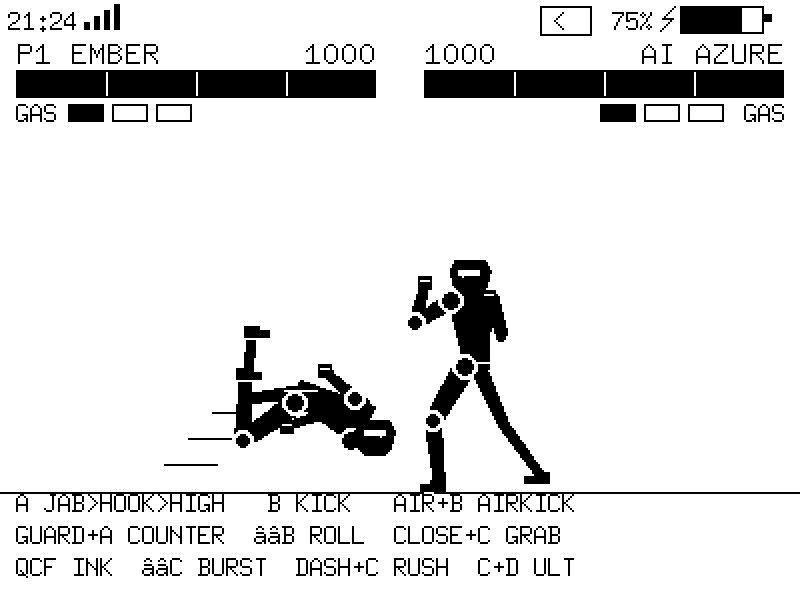 21:24 75%
P1 EMBER 1000 1000 AI AZURE
GAS GAS
A JAB>HOOK>HIGH B KICK AIR+B AIRKICK
GUARD+A COUNTER ââB ROLL CLOSE+C GRAB
QCF INK ââC BURST DASH+C RUSH C+D ULT